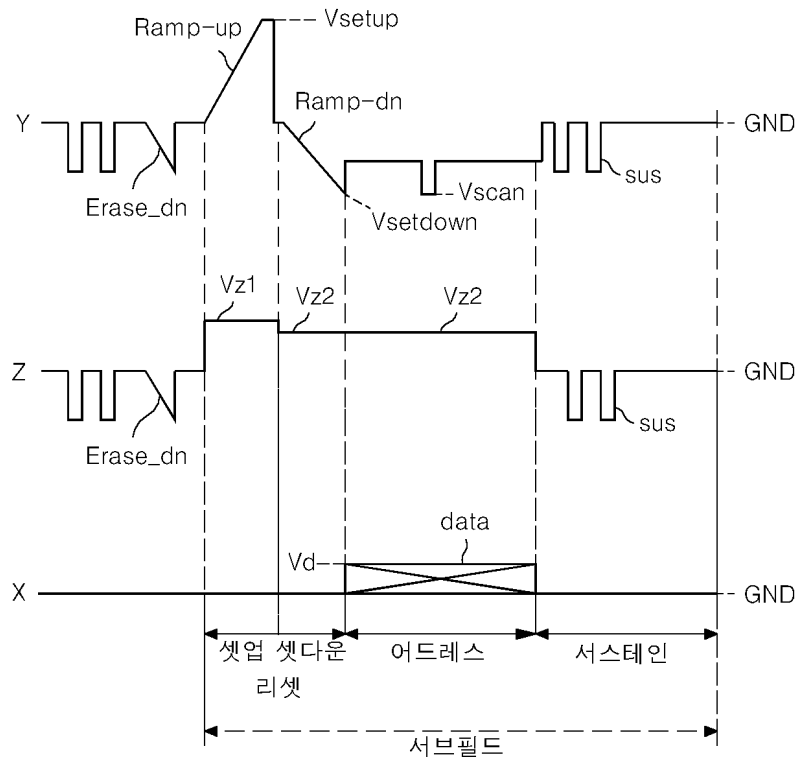 Ramp-up
Vsetup
Ramp-dn
Y
GND
Erase_dn
Vscan
sus
Vsetdown
Vz1
Vz2
Vz2
Z
GND
Erase_dn
sus
data
Vd
X
GND
셋업 셋다운 어드레스 서스테인
리셋
서브필드